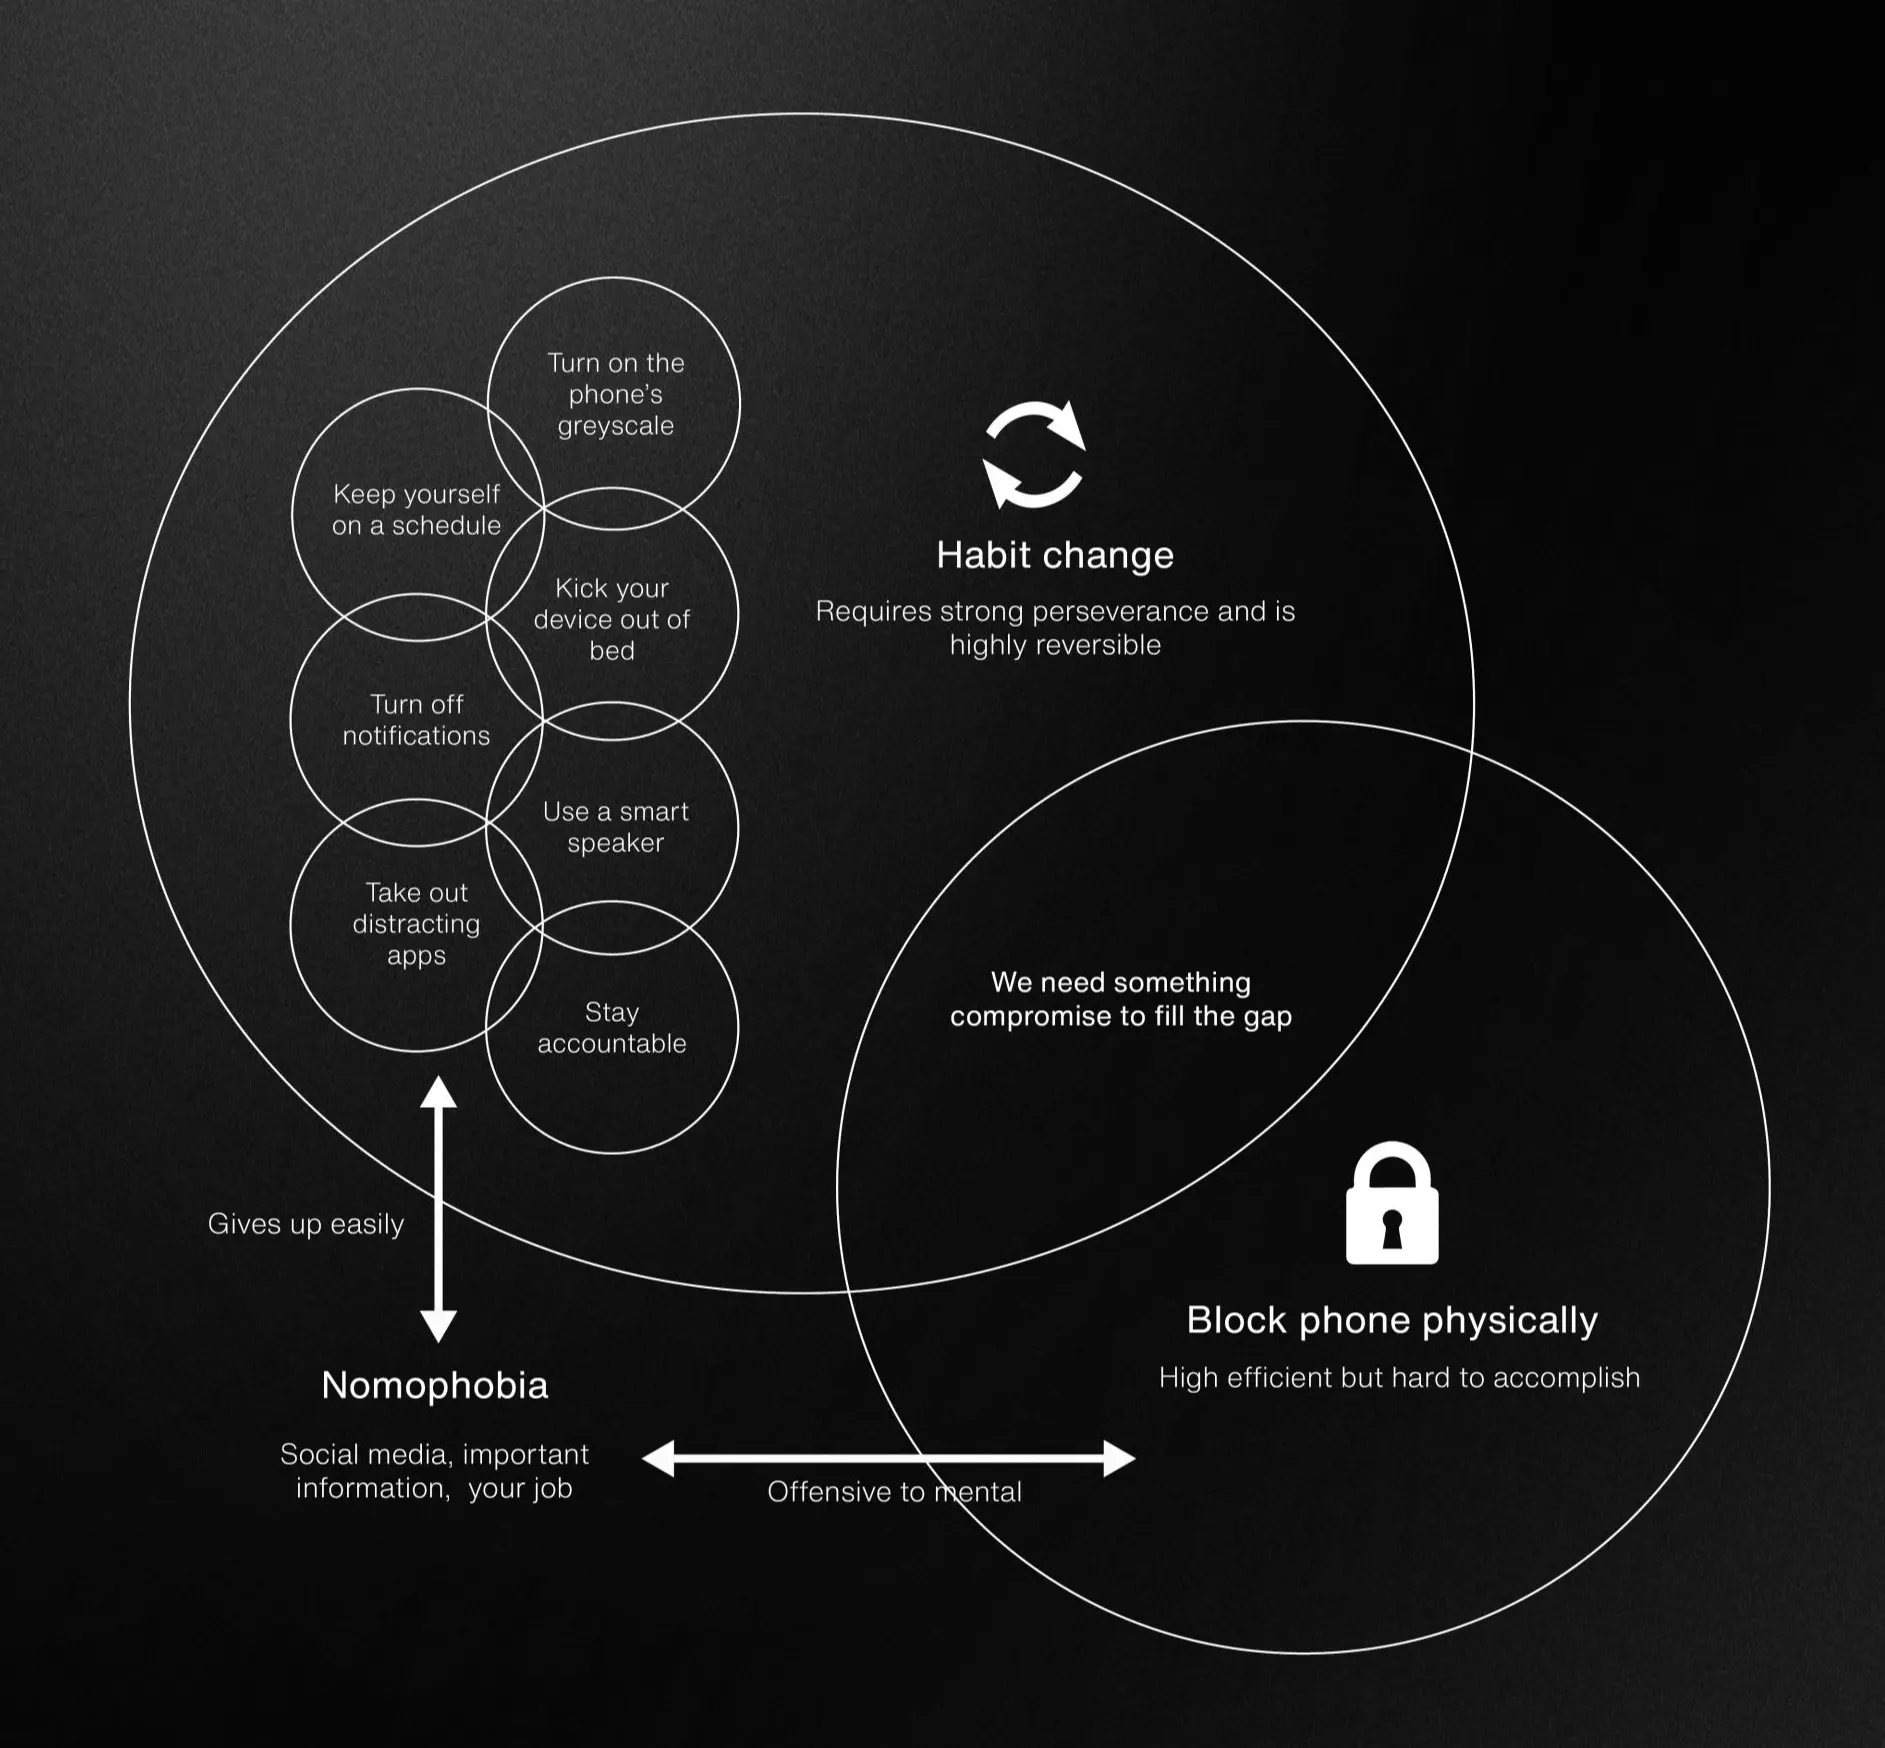 Turn on the
phone's
greyscale
Keep yourself
on a schedule
Kick your
device out of
bed
Turn off
notifications
Use a smart
speaker
Take out
distracting
apps
Stay
accountable
Habit change
Requires strong perseverance and is
highly reversible
We need something
compromise to fill the gap
Gives up easily
Block phone physically
High efficient but hard to accomplish
Nomophobia
Social media, important
information,  your job
Offensive to mental